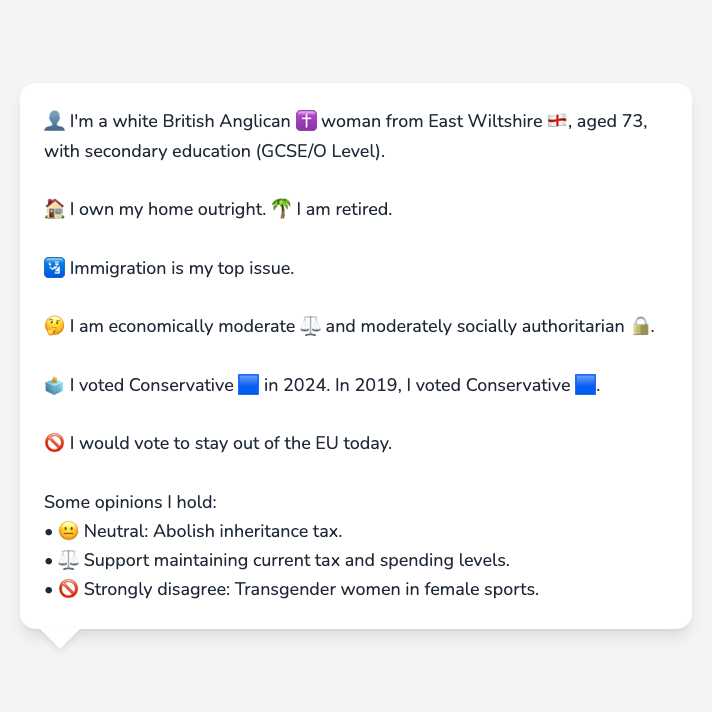 👤 I'm a white British Anglican ✝️ woman from East Wiltshire 🏴󠁧󠁢󠁥󠁮󠁧󠁿, aged 73,
with secondary education (GCSE/O Level).
🏠 I own my home outright. 🌴 I am retired.
🛂 Immigration is my top issue.
🤔 I am economically moderate ⚖️ and moderately socially authoritarian 🔒.
🗳️ I voted Conservative 🟦 in 2024. In 2019, I voted Conservative 🟦.
🚫 I would vote to stay out of the EU today.
Some opinions I hold:
• 😐 Neutral: Abolish inheritance tax.
• ⚖️ Support maintaining current tax and spending levels.
• 🚫 Strongly disagree: Transgender women in female sports.